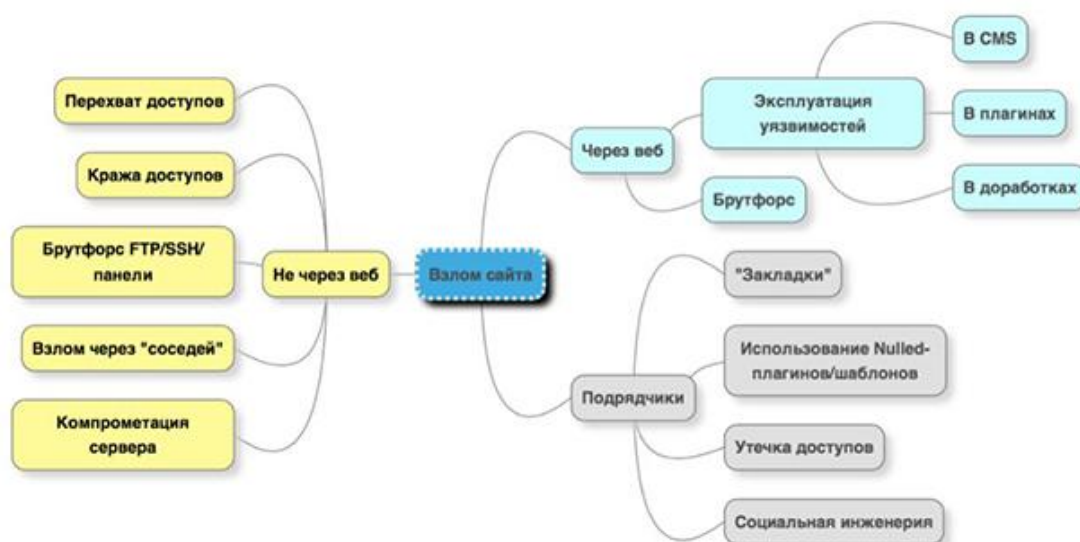 Перехват доступов
Кража доступов
Брутфорс FTP/SSH/
панели
Взлом через "соседей"
Компрометация
сервера
Не через веб
Взлом сайта
Через веб
Эксплуатация
уязвимостей
В CMS
В плагинах
В доработках
Брутфорс
Подрядчики
"Закладки"
Использование Nulled-
плагинов/шаблонов
Утечка доступов
Социальная инженерия